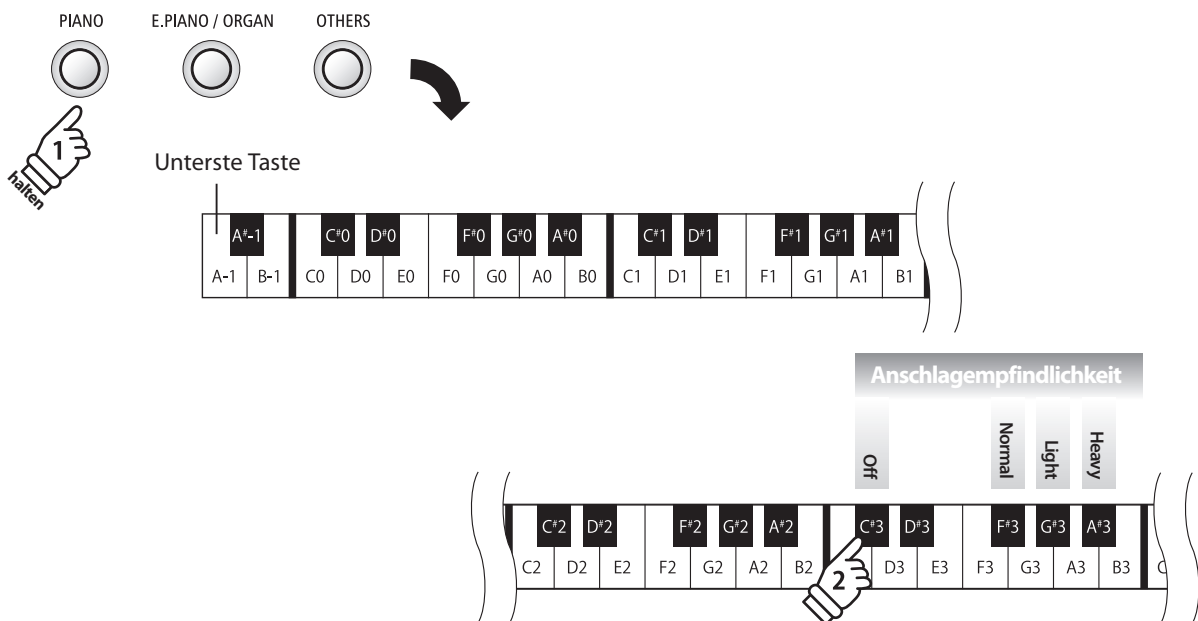 PIANO E.PIANO / ORGAN OTHERS
1
halten
Unterste Taste
A#-1 C#0 D#0 F#0 G#0 A#0 C#1 D#1 F#1 G#1 A#1
A-1 B-1 C0 D0 E0 F0 G0 A0 B0 C1 D1 E1 F1 G1 A1 B1
Anschlagempfindlichkeit
Off Normal Light Heavy
C#2 D#2 F#2 G#2 A#2 C#3 D#3 F#3 G#3 A#3
C2 D2 E2 F2 G2 A2 B2 D3 E3 F3 G3 A3 B3 C
2